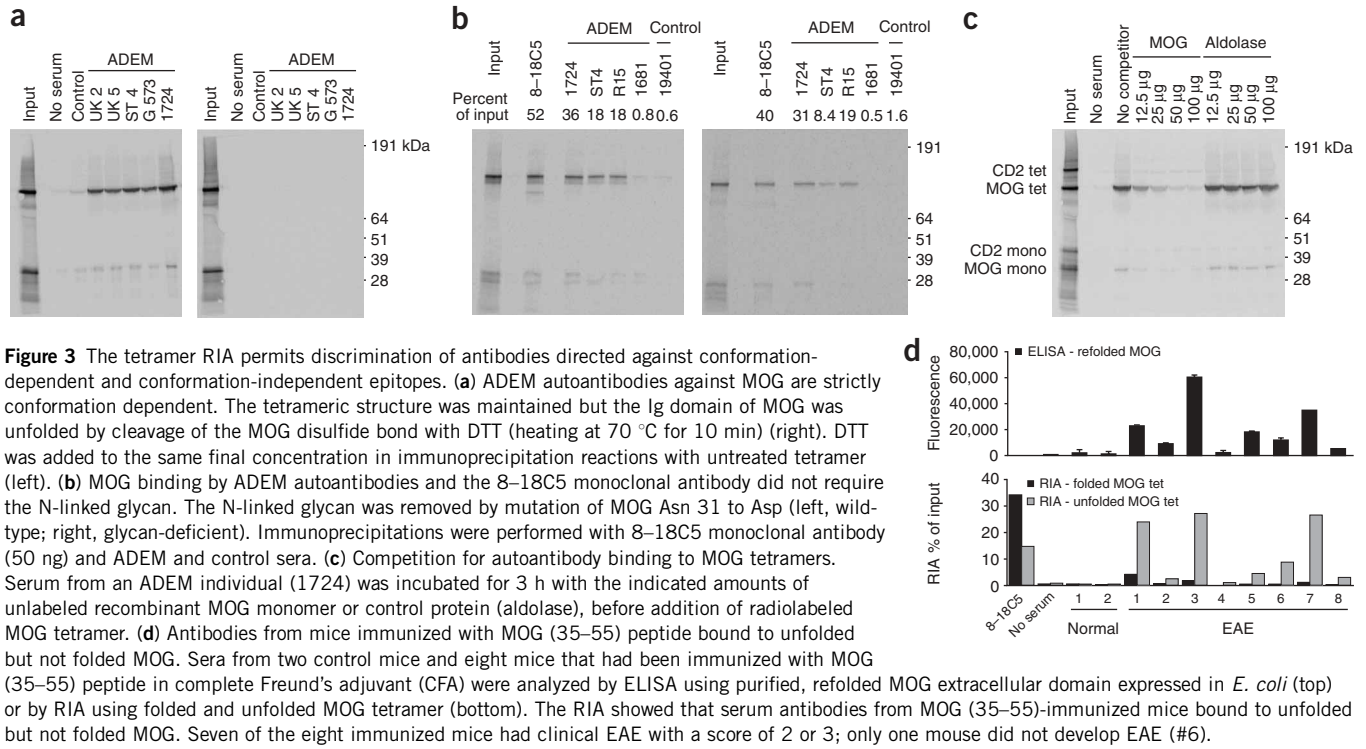 a
ADEM
Input
No serum
Control
UK 2
UK 5
ST 4
G 573
1724
ADEM
Input
No serum
Control
UK 2
UK 5
ST 4
G 573
1724
191 kDa
64
51
39
28
b
ADEM
Control
Input
8–18C5
1724
ST4
R15
1681
19401
Percent
of input
52 36 18 18 0.8 0.6
ADEM
Control
Input
8–18C5
1724
ST4
R15
1681
19401
40 31 8.4 19 0.5 1.6
191
64
51
39
28
c
MOG Aldolase
Input
No serum
No competitor
12.5 µg
25 µg
50 µg
100 µg
12.5 µg
25 µg
50 µg
100 µg
CD2 tet
MOG tet
CD2 mono
MOG mono
191 kDa
64
51
39
28
Figure 3 The tetramer RIA permits discrimination of antibodies directed against conformation-
dependent and conformation-independent epitopes. (a) ADEM autoantibodies against MOG are strictly
conformation dependent. The tetrameric structure was maintained but the Ig domain of MOG was
unfolded by cleavage of the MOG disulfide bond with DTT (heating at 70 °C for 10 min) (right). DTT
was added to the same final concentration in immunoprecipitation reactions with untreated tetramer
(left). (b) MOG binding by ADEM autoantibodies and the 8–18C5 monoclonal antibody did not require
the N-linked glycan. The N-linked glycan was removed by mutation of MOG Asn 31 to Asp (left, wild-
type; right, glycan-deficient). Immunoprecipitations were performed with 8–18C5 monoclonal antibody
(50 ng) and ADEM and control sera. (c) Competition for autoantibody binding to MOG tetramers.
Serum from an ADEM individual (1724) was incubated for 3 h with the indicated amounts of
unlabeled recombinant MOG monomer or control protein (aldolase), before addition of radiolabeled
MOG tetramer. (d) Antibodies from mice immunized with MOG (35–55) peptide bound to unfolded
but not folded MOG. Sera from two control mice and eight mice that had been immunized with MOG
(35–55) peptide in complete Freund's adjuvant (CFA) were analyzed by ELISA using purified, refolded MOG extracellular domain expressed in E. coli (top)
or by RIA using folded and unfolded MOG tetramer (bottom). The RIA showed that serum antibodies from MOG (35–55)-immunized mice bound to unfolded
but not folded MOG. Seven of the eight immunized mice had clinical EAE with a score of 2 or 3; only one mouse did not develop EAE (#6).
d
ELISA - refolded MOG
Fluorescence
80,000
60,000
40,000
20,000
0
RIA - folded MOG tet
RIA - unfolded MOG tet
RIA % of input
40
30
20
10
0
8–18C5
No serum
1 2 1 2 3 4 5 6 7 8
Normal EAE